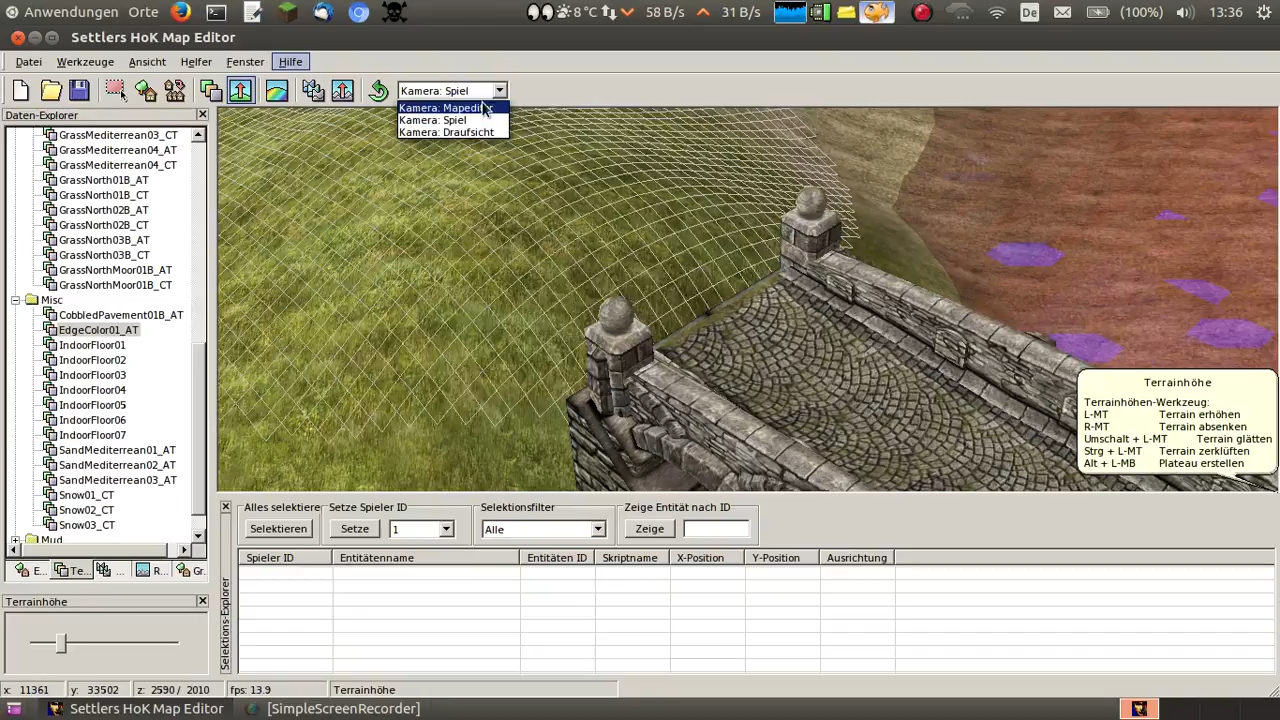 Anwendungen Orte 8 °C 58 B/s 31 B/s De (100%) 13:36
Settlers HoK Map Editor
Datei Werkzeuge Ansicht Helfer Fenster Hilfe
Kamera: Spiel
Kamera: Mapeditor
Kamera: Spiel
Kamera: Draufsicht
Daten-Explorer
GrassMediterrean03_CT
GrassMediterrean04_AT
GrassMediterrean04_CT
GrassNorth01B_AT
GrassNorth01B_CT
GrassNorth02B_AT
GrassNorth02B_CT
GrassNorth03B_AT
GrassNorth03B_CT
GrassNorthMoor01B_AT
GrassNorthMoor01B_CT
Misc
CobbledPavement01B_AT
EdgeColor01_AT
IndoorFloor01
IndoorFloor02
IndoorFloor03
IndoorFloor04
IndoorFloor05
IndoorFloor06
IndoorFloor07
SandMediterrean01_AT
SandMediterrean02_AT
SandMediterrean03_AT
Snow01_CT
Snow02_CT
Snow03_CT
Mud
E... Te... ... R... Gr.
Terrainhöhe
Terrainhöhe
Terrainhöhen-Werkzeug:
L-MT Terrain erhöhen
R-MT Terrain absenken
Umschalt + L-MT Terrain glätten
Strg + L-MT Terrain zerklüften
Alt + L-MB Plateau erstellen
Selektions-Explorer
Alles selektiere Setze Spieler ID Selektionsfilter Zeige Entität nach ID
Selektieren Setze 1 Alle Zeige
Spieler ID Entitätenname Entitäten ID Skriptname X-Position Y-Position Ausrichtung
x: 11361 y: 33502 z: 2590 / 2010 fps: 13.9 Terrainhöhe
Settlers HoK Map Editor [SimpleScreenRecorder]